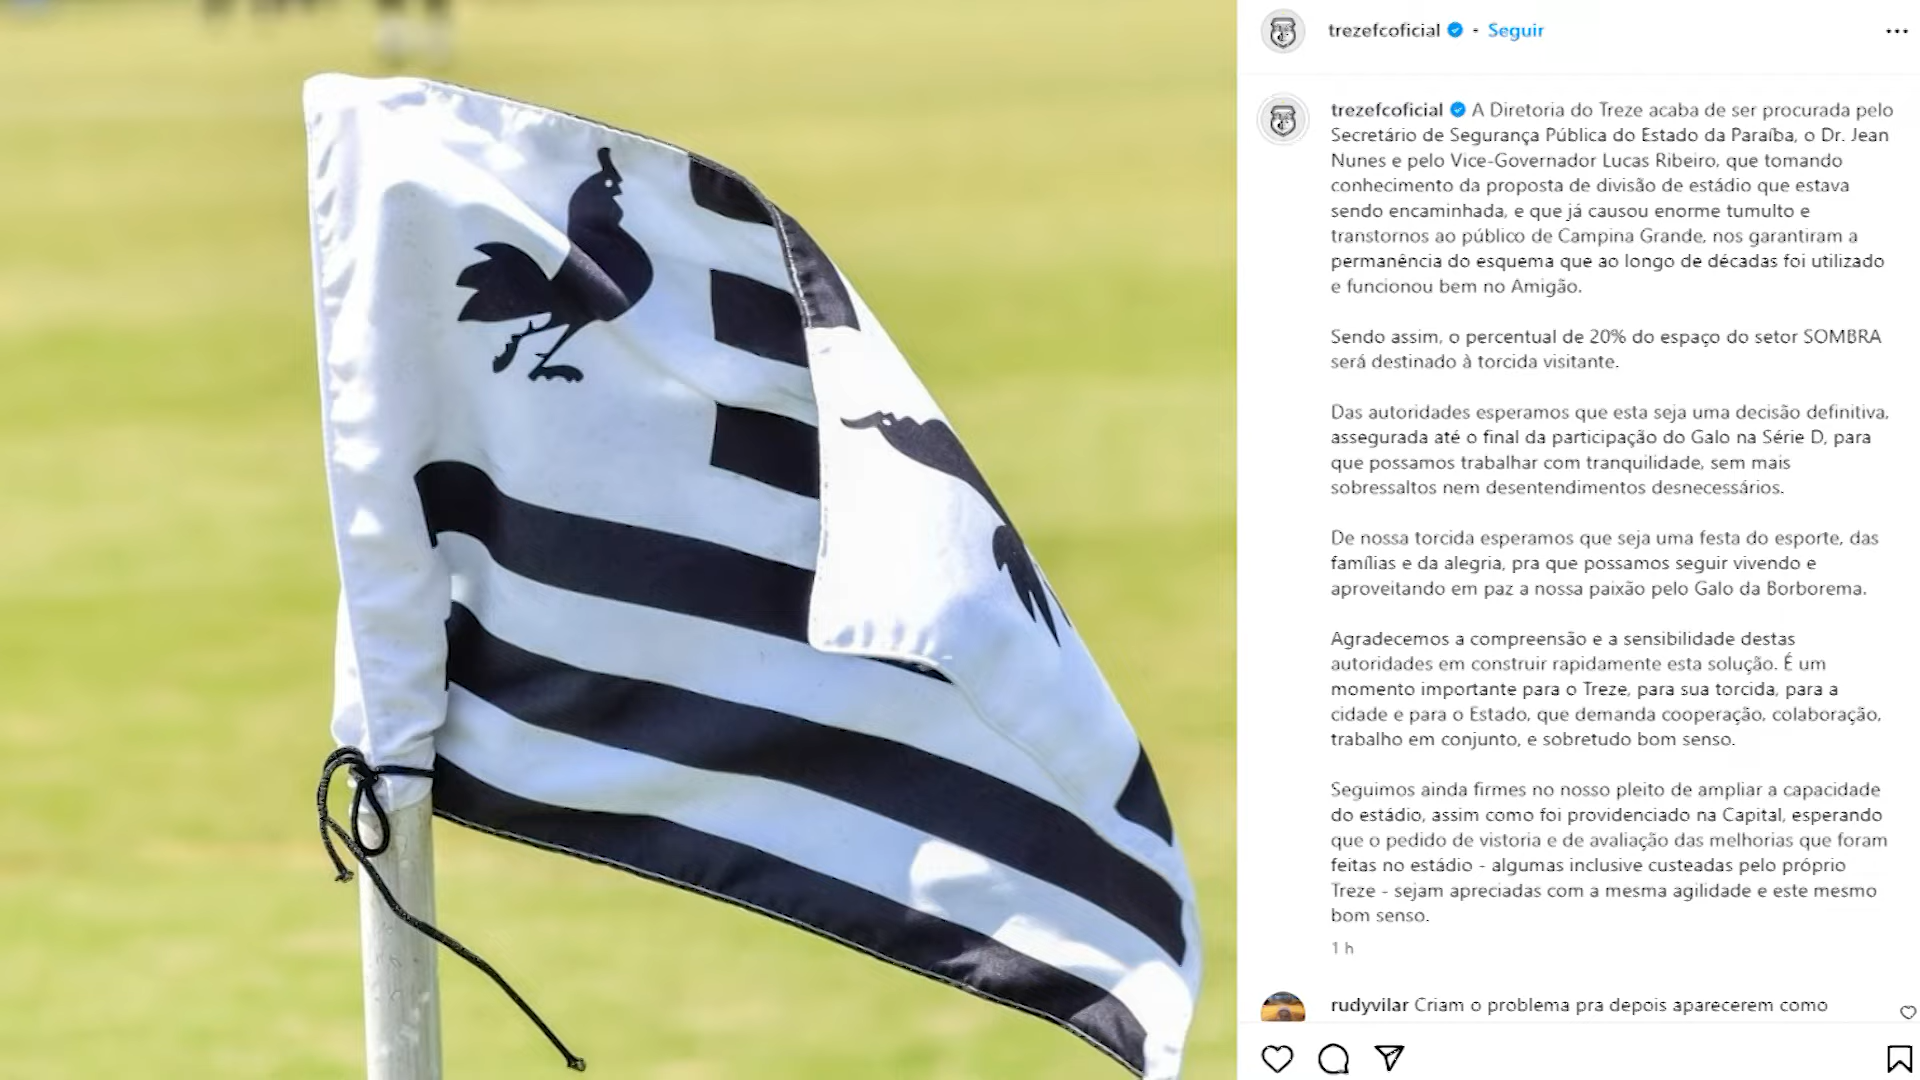 trezefcoficial • Seguir
trezefcoficial A Diretoria do Treze acaba de ser procurada pelo
Secretário de Segurança Pública do Estado da Paraíba, o Dr. Jean
Nunes e pelo Vice-Governador Lucas Ribeiro, que tomando
conhecimento da proposta de divisão de estádio que estava
sendo encaminhada, e que já causou enorme tumulto e
transtornos ao público de Campina Grande, nos garantiram a
permanência do esquema que ao longo de décadas foi utilizado
e funcionou bem no Amigão.
Sendo assim, o percentual de 20% do espaço do setor SOMBRA
será destinado à torcida visitante.
Das autoridades esperamos que esta seja uma decisão definitiva,
assegurada até o final da participação do Galo na Série D, para
que possamos trabalhar com tranquilidade, sem mais
sobressaltos nem desentendimentos desnecessários.
De nossa torcida esperamos que seja uma festa do esporte, das
famílias e da alegria, pra que possamos seguir vivendo e
aproveitando em paz a nossa paixão pelo Galo da Borborema.
Agradecemos a compreensão e a sensibilidade destas
autoridades em construir rapidamente esta solução. É um
momento importante para o Treze, para sua torcida, para a
cidade e para o Estado, que demanda cooperação, colaboração,
trabalho em conjunto, e sobretudo bom senso.
Seguimos ainda firmes no nosso pleito de ampliar a capacidade
do estádio, assim como foi providenciado na Capital, esperando
que o pedido de vistoria e de avaliação das melhorias que foram
feitas no estádio - algumas inclusive custeadas pelo próprio
Treze - sejam apreciadas com a mesma agilidade e este mesmo
bom senso.
1 h
rudyvilar Criam o problema pra depois aparecerem como